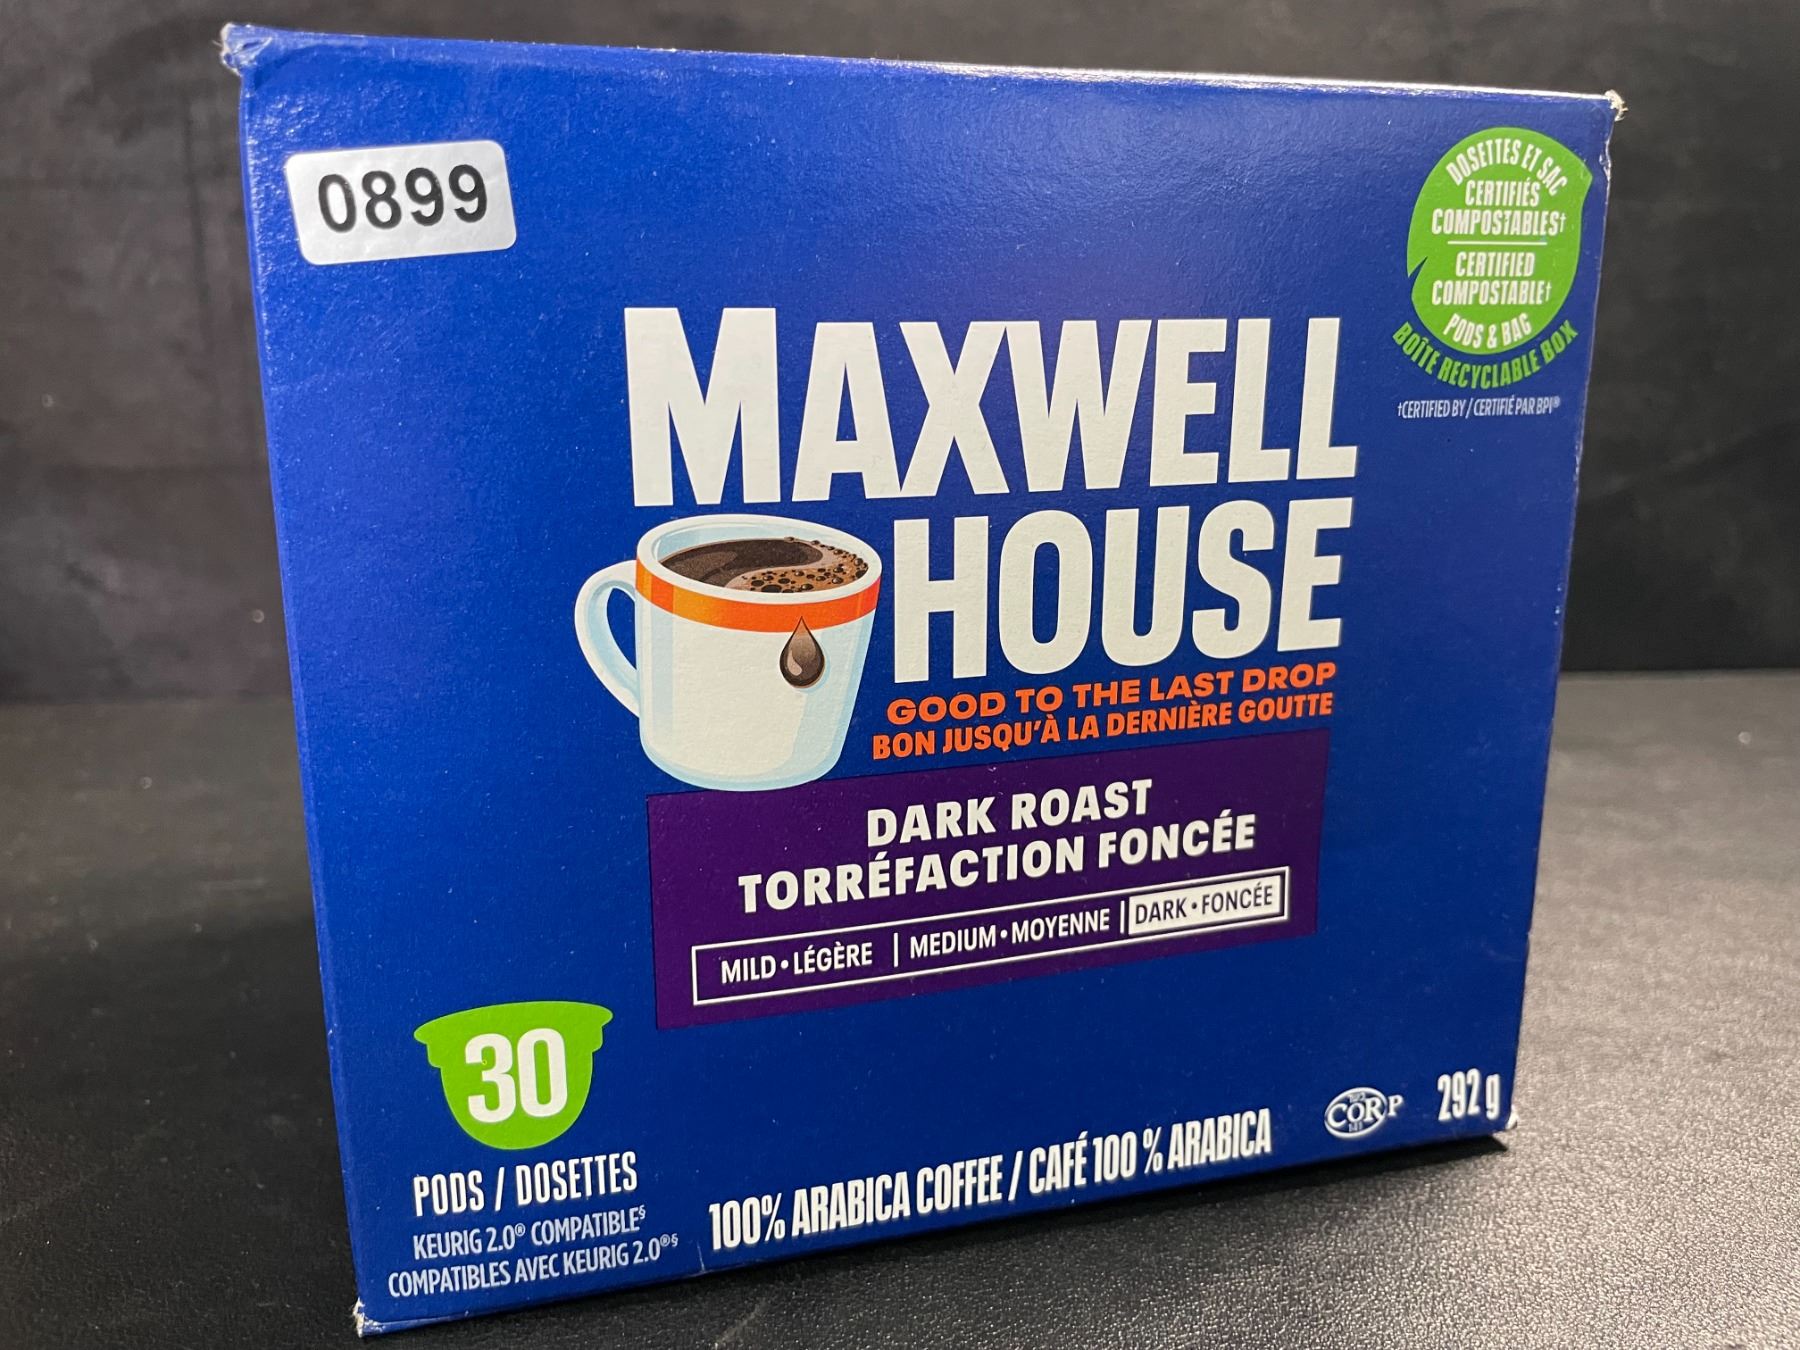 0899
DOSETTES ET SAC
CERTIFIÉS
COMPOSTABLES†
CERTIFIED
COMPOSTABLE†
PODS & BAG
BOÎTE RECYCLABLE BOX
†CERTIFIED BY / CERTIFIÉ PAR BPI®
MAXWELL
HOUSE
GOOD TO THE LAST DROP
BON JUSQU'À LA DERNIÈRE GOUTTE
DARK ROAST
TORRÉFACTION FONCÉE
MILD • LÉGÈRE | MEDIUM • MOYENNE | DARK • FONCÉE
30
PODS / DOSETTES
KEURIG 2.0® COMPATIBLE§
COMPATIBLES AVEC KEURIG 2.0®§
100% ARABICA COFFEE / CAFÉ 100 % ARABICA
COR P
292 g